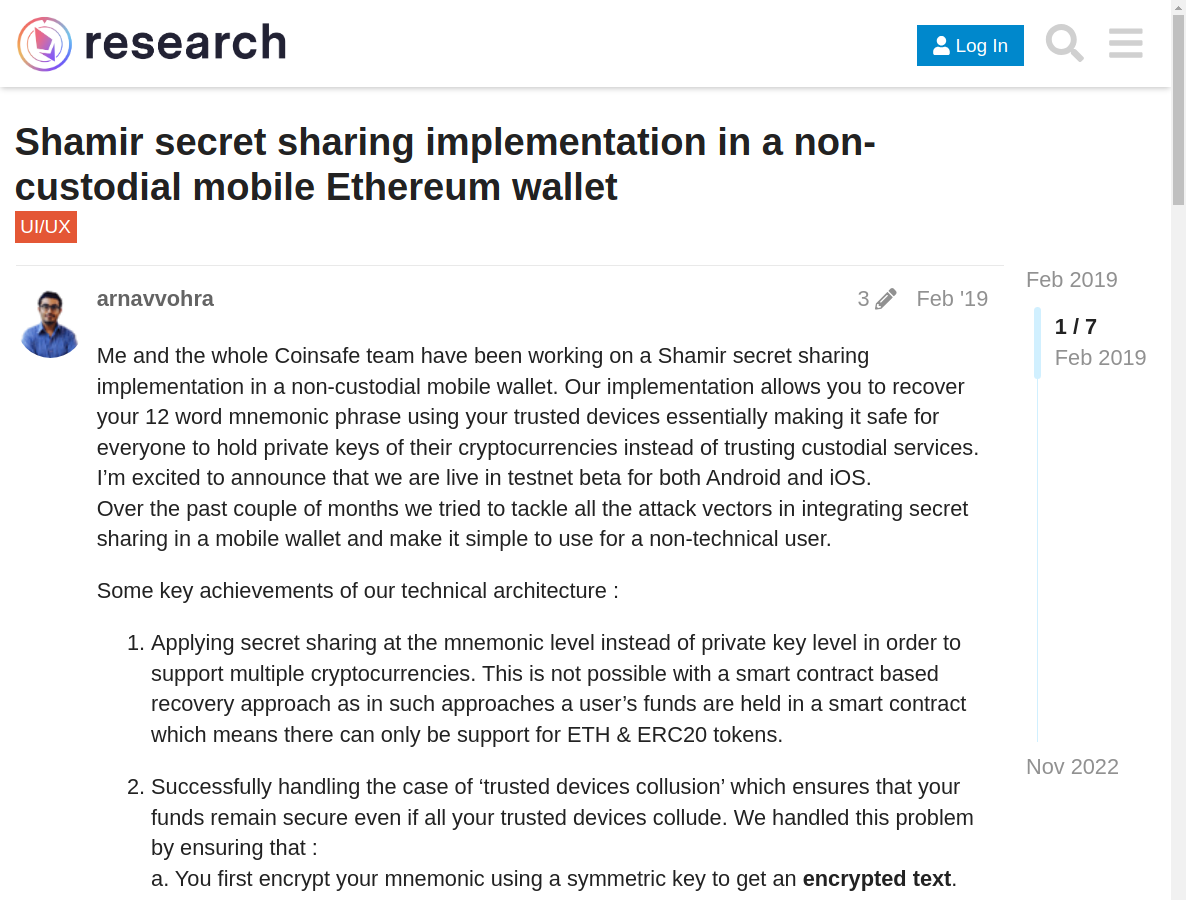 research
Log In
Shamir secret sharing implementation in a non-
custodial mobile Ethereum wallet
UI/UX
arnavvohra
3
Feb '19
Me and the whole Coinsafe team have been working on a Shamir secret sharing
implementation in a non-custodial mobile wallet. Our implementation allows you to recover
your 12 word mnemonic phrase using your trusted devices essentially making it safe for
everyone to hold private keys of their cryptocurrencies instead of trusting custodial services.
I’m excited to announce that we are live in testnet beta for both Android and iOS.
Over the past couple of months we tried to tackle all the attack vectors in integrating secret
sharing in a mobile wallet and make it simple to use for a non-technical user.
Some key achievements of our technical architecture :
1. Applying secret sharing at the mnemonic level instead of private key level in order to
support multiple cryptocurrencies. This is not possible with a smart contract based
recovery approach as in such approaches a user’s funds are held in a smart contract
which means there can only be support for ETH & ERC20 tokens.
2. Successfully handling the case of ‘trusted devices collusion’ which ensures that your
funds remain secure even if all your trusted devices collude. We handled this problem
by ensuring that :
a. You first encrypt your mnemonic using a symmetric key to get an encrypted text.
Feb 2019
1 / 7
Feb 2019
Nov 2022